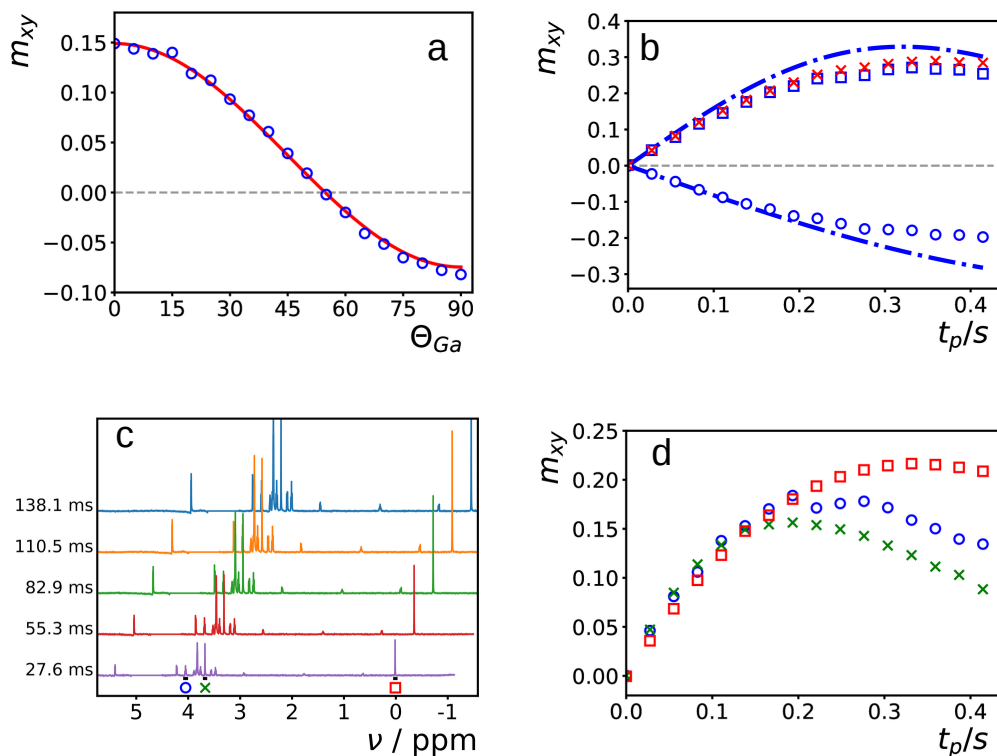 a
m_xy
0.15
0.10
0.05
0.00
−0.05
−0.10
0 15 30 45 60 75 90
Θ_Ga
b
m_xy
0.4
0.3
0.2
0.1
0.0
−0.1
−0.2
−0.3
0.0 0.1 0.2 0.3 0.4
t_p/s
c
138.1 ms
110.5 ms
82.9 ms
55.3 ms
27.6 ms
5 4 3 2 1 0 -1
ν / ppm
d
m_xy
0.25
0.20
0.15
0.10
0.05
0.00
0.0 0.1 0.2 0.3 0.4
t_p/s